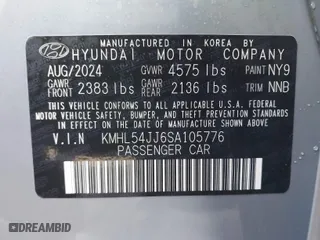 MANUFACTURED IN KOREA BY
HYUNDAI MOTOR COMPANY
AUG/2024 GVWR 4575 lbs PAINT NY9
GAWR FRONT 2383 lbs GAWR REAR 2136 lbs TRIM NNB
THIS VEHICLE CONFORMS TO ALL APPLICABLE U.S. FEDERAL MOTOR
VEHICLE SAFETY, BUMPER, AND THEFT PREVENTION STANDARDS
IN EFFECT ON THE DATE OF MANUFACTURE SHOWN ABOVE.
V.I.N KMHL54JJ6SA105776
PASSENGER CAR
© DREAMBID / AutoBidMaster